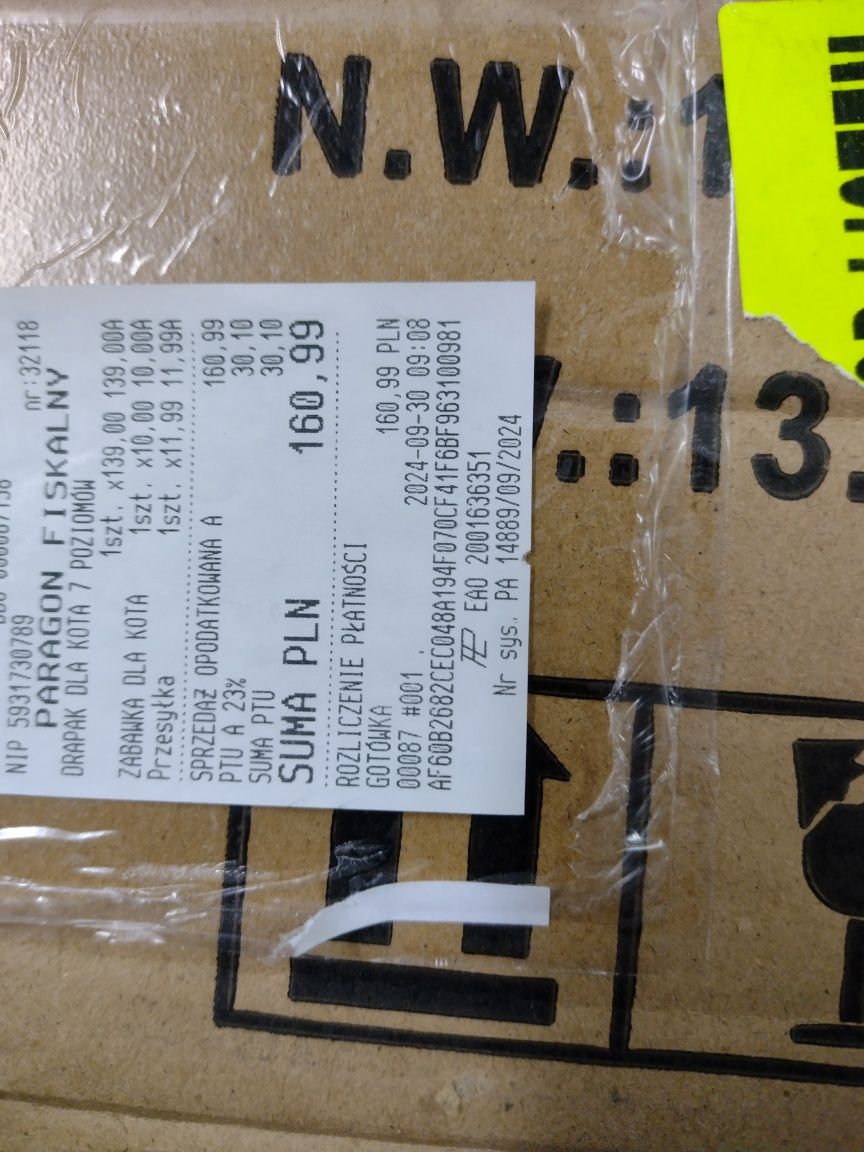 NIP 5931730789
PARAGON FISKALNY nr:32118
DRAPAK DLA KOTA 7 POZIOMÓW
1szt. x139,00 139,00A
ZABAWKA DLA KOTA 1szt. x10,00 10,00A
Przesyłka 1szt. x11,99 11,99A
SPRZEDAŻ OPODATKOWANA A 160,99
PTU A 23% 30,10
SUMA PTU 30,10
SUMA PLN 160,99
ROZLICZENIE PŁATNOŚCI
GOTÓWKA 160,99 PLN
00087 #001 2024-09-30 09:08
AF60B2682CEC048A194F070CF41F6BF963100981
EAO 2001636351
Nr sys. PA 14889/09/2024
N.W.:1
.:13.